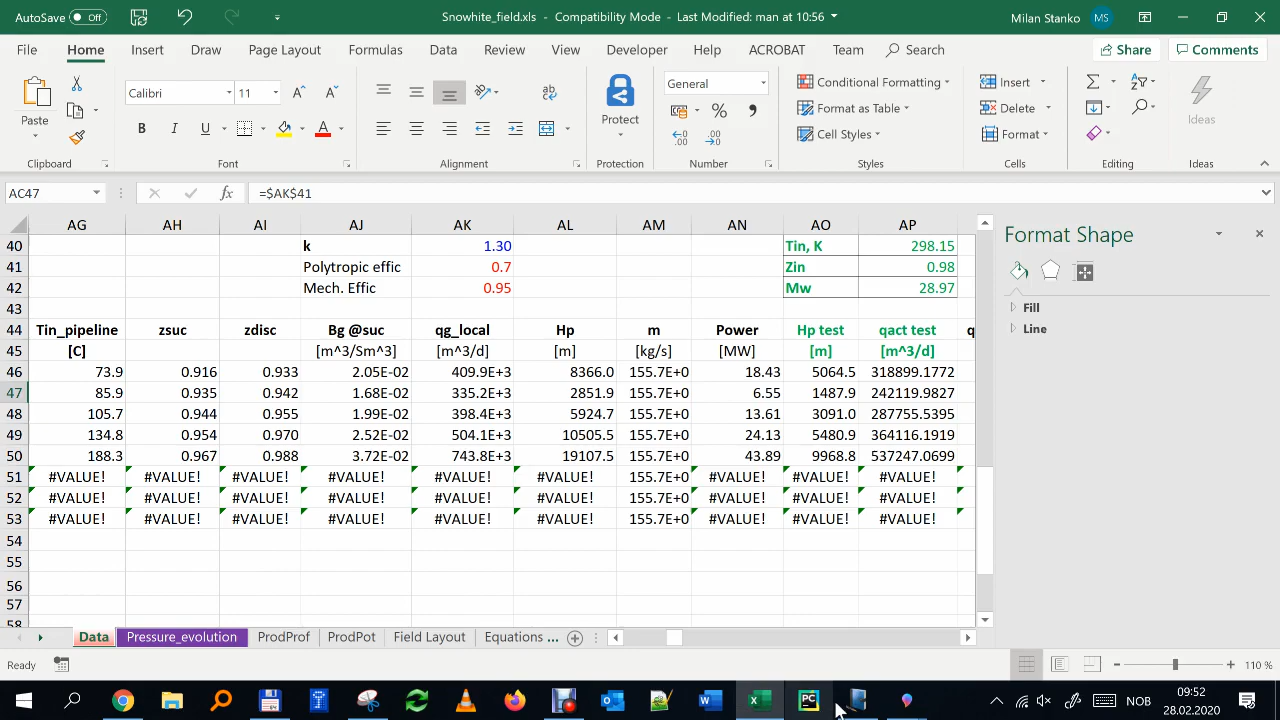 AutoSave Off Snowhite_field.xls - Compatibility Mode - Last Modified: man at 10:56 Milan Stanko MS
File Home Insert Draw Page Layout Formulas Data Review View Developer Help ACROBAT Team Search Share Comments
Paste Calibri 11 General Conditional Formatting Insert
B I U A Protect Format as Table Delete Ideas
Cell Styles Format
Clipboard Font Alignment Protection Number Styles Cells Editing Ideas
AC47 fx =$AK$41
AG AH AI AJ AK AL AM AN AO AP Format Shape
40 k 1.30 Tin, K 298.15
41 Polytropic effic 0.7 Zin 0.98
42 Mech. Effic 0.95 Mw 28.97
43
44 Tin_pipeline zsuc zdisc Bg @suc qg_local Hp m Power Hp test qact test q
45 [C] [m^3/Sm^3] [m^3/d] [m] [kg/s] [MW] [m] [m^3/d]
46 73.9 0.916 0.933 2.05E-02 409.9E+3 8366.0 155.7E+0 18.43 5064.5 318899.1772
47 85.9 0.935 0.942 1.68E-02 335.2E+3 2851.9 155.7E+0 6.55 1487.9 242119.9827
48 105.7 0.944 0.955 1.99E-02 398.4E+3 5924.7 155.7E+0 13.61 3091.0 287755.5395
49 134.8 0.954 0.970 2.52E-02 504.1E+3 10505.5 155.7E+0 24.13 5480.9 364116.1919
50 188.3 0.967 0.988 3.72E-02 743.8E+3 19107.5 155.7E+0 43.89 9968.8 537247.0699
51 #VALUE! #VALUE! #VALUE! #VALUE! #VALUE! #VALUE! 155.7E+0 #VALUE! #VALUE! #VALUE!
52 #VALUE! #VALUE! #VALUE! #VALUE! #VALUE! #VALUE! 155.7E+0 #VALUE! #VALUE! #VALUE!
53 #VALUE! #VALUE! #VALUE! #VALUE! #VALUE! #VALUE! 155.7E+0 #VALUE! #VALUE! #VALUE!
54
55
56
57
58
Fill
Line
Data Pressure_evolution ProdProf ProdPot Field Layout Equations ...
Ready 110 %
NOB 09:52
28.02.2020